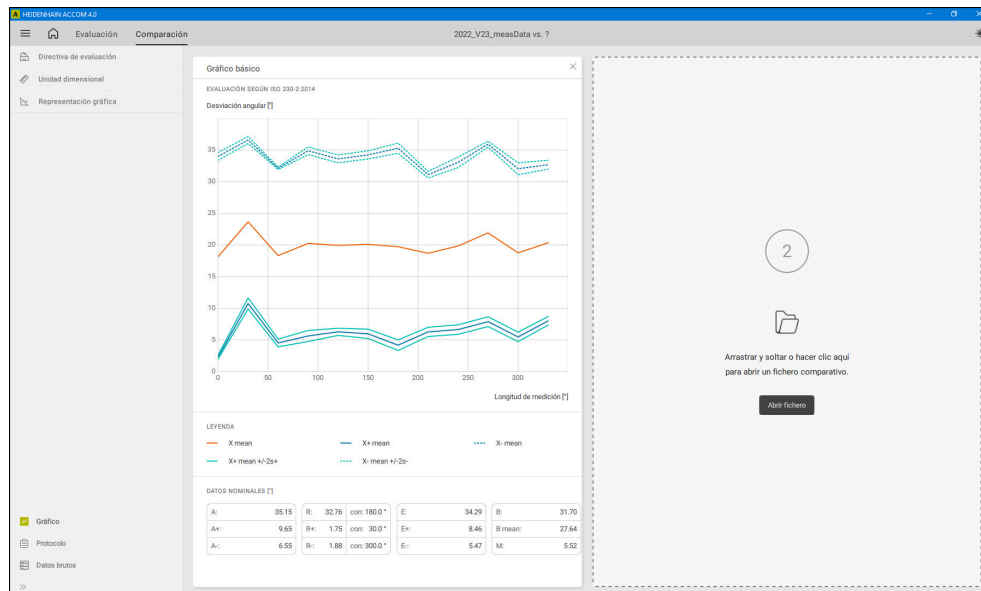 HEIDENHAIN ACCOM 4.0
Evaluación Comparación 2022_V23_measData vs. ?
Directiva de evaluación
Unidad dimensional
Representación gráfica
Gráfico básico
EVALUACIÓN SEGÚN ISO 230-2:2014
Desviación angular ["]
35
30
25
20
15
10
5
0
0 50 100 150 200 250 300
Longitud de medición [°]
LEYENDA
X mean X+ mean X- mean
X+ mean +/-2s+ X- mean +/-2s-
DATOS NOMINALES ["]
A: 35.15 R: 32.76 con: 180.0 ° E: 34.29 B: 31.70
A+: 9.65 R+: 1.75 con: 30.0 ° E+: 8.46 B mean: 27.64
A-: 6.55 R-: 1.88 con: 300.0 ° E-: 5.47 M: 5.52
2
Arrastrar y soltar o hacer clic aquí
para abrir un fichero comparativo.
Abrir fichero
Gráfico
Protocolo
Datos brutos